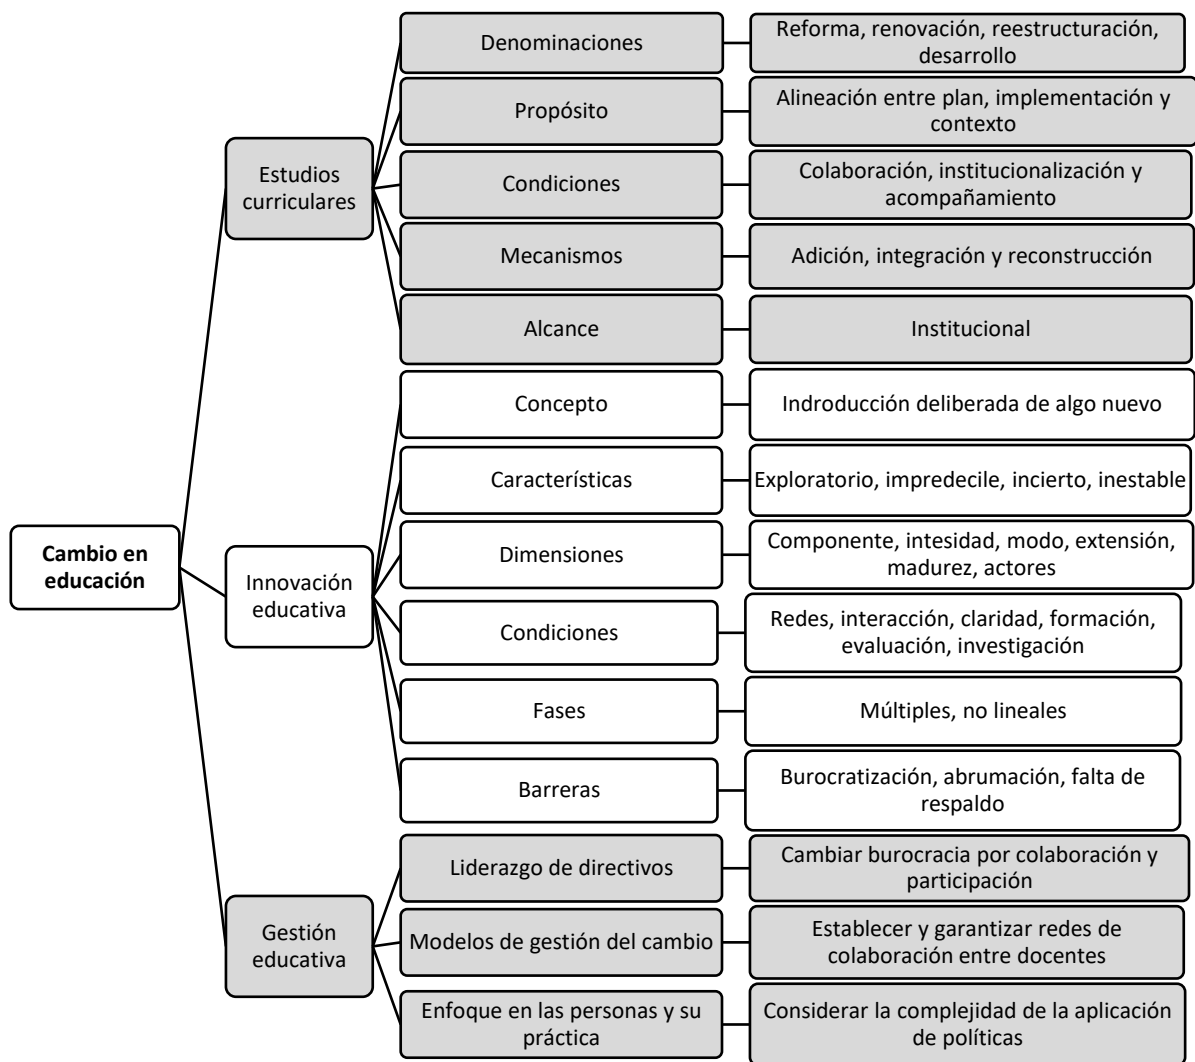 Cambio en
educación
Estudios
curriculares
Denominaciones
Reforma, renovación, reestructuración,
desarrollo
Propósito
Alineación entre plan, implementación y
contexto
Condiciones
Colaboración, institucionalización y
acompañamiento
Mecanismos
Adición, integración y reconstrucción
Alcance
Institucional
Innovación
educativa
Concepto
Indroducción deliberada de algo nuevo
Característícas
Exploratorio, impredecile, incierto, inestable
Dimensiones
Componente, intesidad, modo, extensión,
madurez, actores
Condiciones
Redes, interacción, claridad, formación,
evaluación, investigación
Fases
Múltiples, no lineales
Barreras
Burocratización, abrumación, falta de
respaldo
Gestión
educativa
Liderazgo de directivos
Cambiar burocracia por colaboración y
participación
Modelos de gestión del cambio
Establecer y garantizar redes de
colaboración entre docentes
Enfoque en las personas y su
práctica
Considerar la complejidad de la aplicación
de políticas